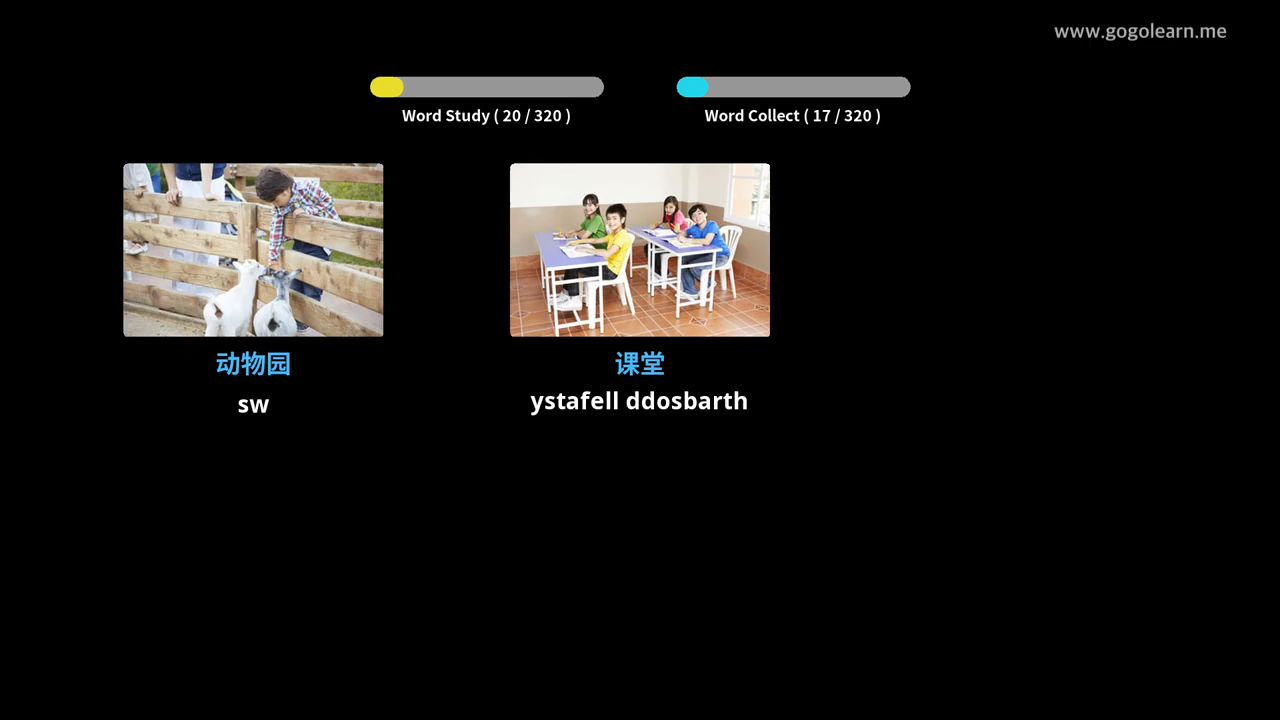 www.gogolearn.me
Word Study ( 20 / 320 )
Word Collect ( 17 / 320 )
动物园
sw
课堂
ystafell ddosbarth